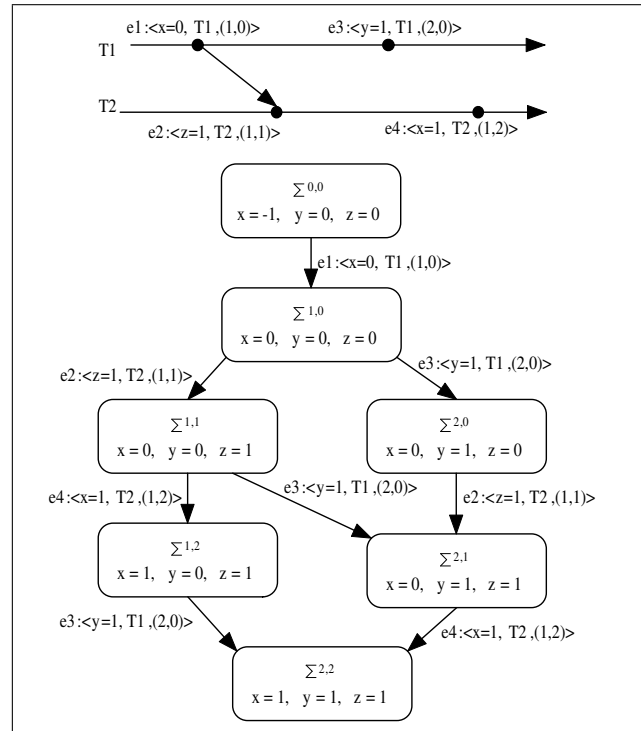 e1:<x=0, T1,(1,0)> e3:<y=1, T1,(2,0)>
T1
T2
e2:<z=1, T2,(1,1)> e4:<x=1, T2,(1,2)>
∑0,0
x = -1, y = 0, z = 0
e1:<x=0, T1,(1,0)>
∑1,0
x = 0, y = 0, z = 0
e2:<z=1, T2,(1,1)> e3:<y=1, T1,(2,0)>
∑1,1
x = 0, y = 0, z = 1
∑2,0
x = 0, y = 1, z = 0
e4:<x=1, T2,(1,2)> e3:<y=1, T1,(2,0)> e2:<z=1, T2,(1,1)>
∑1,2
x = 1, y = 0, z = 1
∑2,1
x = 0, y = 1, z = 1
e3:<y=1, T1,(2,0)> e4:<x=1, T2,(1,2)>
∑2,2
x = 1, y = 1, z = 1